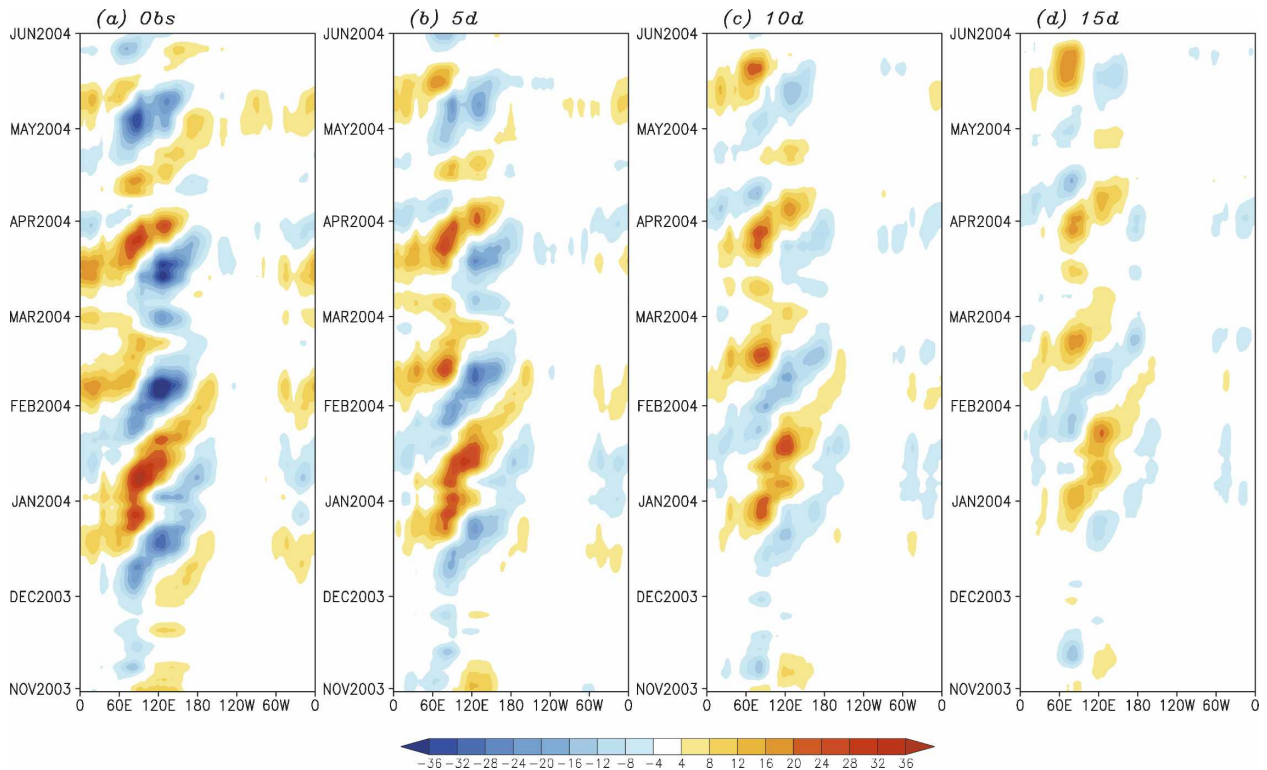 (a) Obs
(b) 5d
(c) 10d
(d) 15d
JUN2004
MAY2004
APR2004
MAR2004
FEB2004
JAN2004
DEC2003
NOV2003
0 60E 120E 180 120W 60W 0
JUN2004
MAY2004
APR2004
MAR2004
FEB2004
JAN2004
DEC2003
NOV2003
0 60E 120E 180 120W 60W 0
JUN2004
MAY2004
APR2004
MAR2004
FEB2004
JAN2004
DEC2003
NOV2003
0 60E 120E 180 120W 60W 0
JUN2004
MAY2004
APR2004
MAR2004
FEB2004
JAN2004
DEC2003
NOV2003
0 60E 120E 180 120W 60W 0
-36 -32 -28 -24 -20 -16 -12 -8 -4 4 8 12 16 20 24 28 32 36